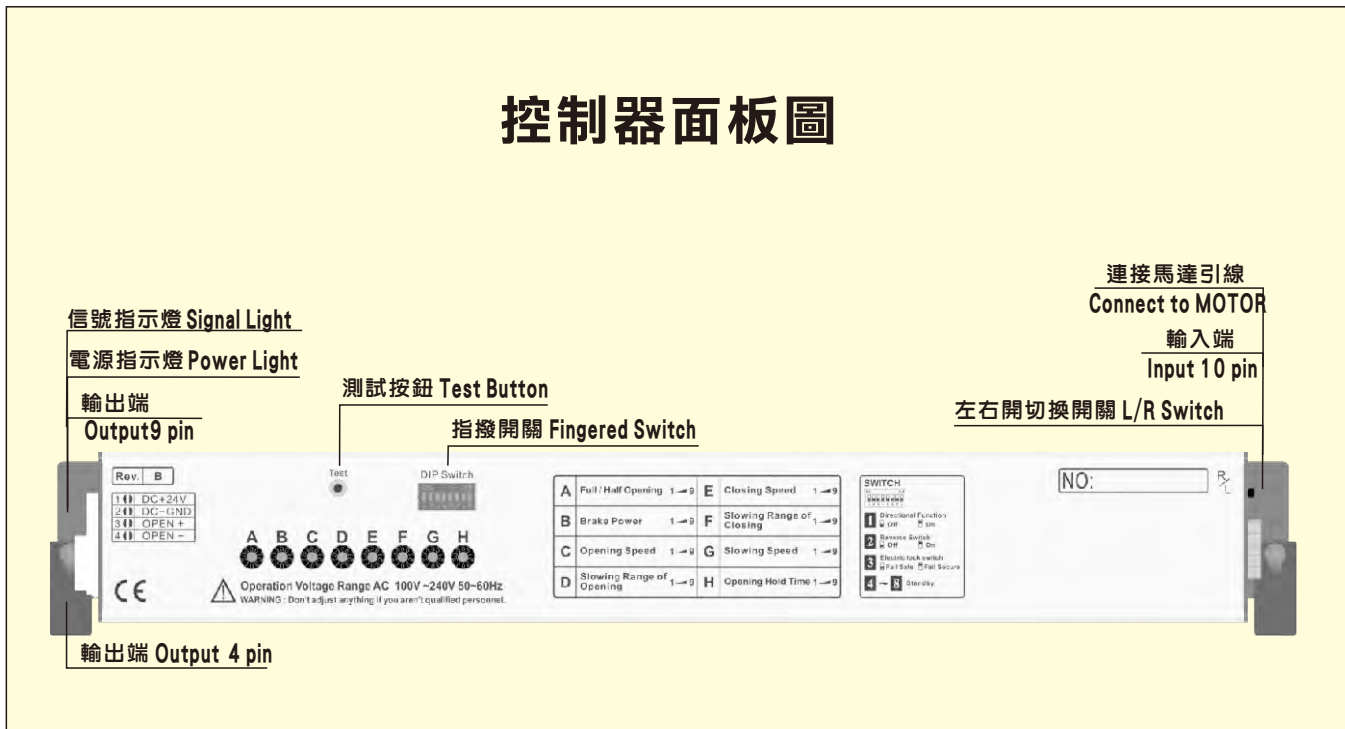 控制器面板圖
連接馬達引線
Connect to MOTOR
信號指示燈 Signal Light
輸入端
Input 10 pin
電源指示燈 Power Light
測試按鈕 Test Button
輸出端
Output9 pin
左右開切換開關 L/R Switch
指撥開關 Fingered Switch
Rev. B
Test
DIP Switch
1 DC+24V
2 DC-GND
3 OPEN +
4 OPEN -
A B C D E F G H
CE
Operation Voltage Range AC 100V ~240V 50~60Hz
WARNING : Don't adjust anything if you aren't qualified personnel.
A Full / Half Opening 1→9 E Closing Speed 1→9
B Brake Power 1→9 F Slowing Range of Closing 1→9
C Opening Speed 1→9 G Slowing Speed 1→9
D Slowing Range of Opening 1→9 H Opening Hold Time 1→9
SWITCH
1 Directional Function
Off On
2 Reverse Switch
Off On
3 Electric lock switch
Fail Safe Fail Secure
4 ~ 8 Standby
NO:
R/L
輸出端 Output 4 pin